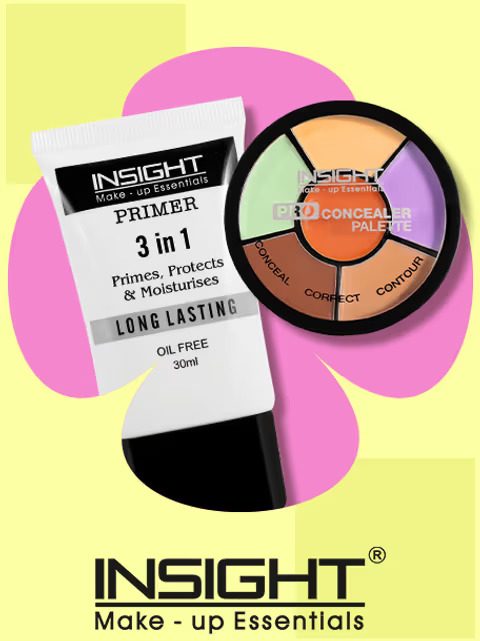 INSIGHT
Make - up Essentials
PRIMER
3 in 1
Primes, Protects
& Moisturises
LONG LASTING
OIL FREE
30ml
INSIGHT
Make - up Essentials
PRO CONCEALER
PALETTE
CONCEAL CORRECT CONTOUR
INSIGHT®
Make - up Essentials